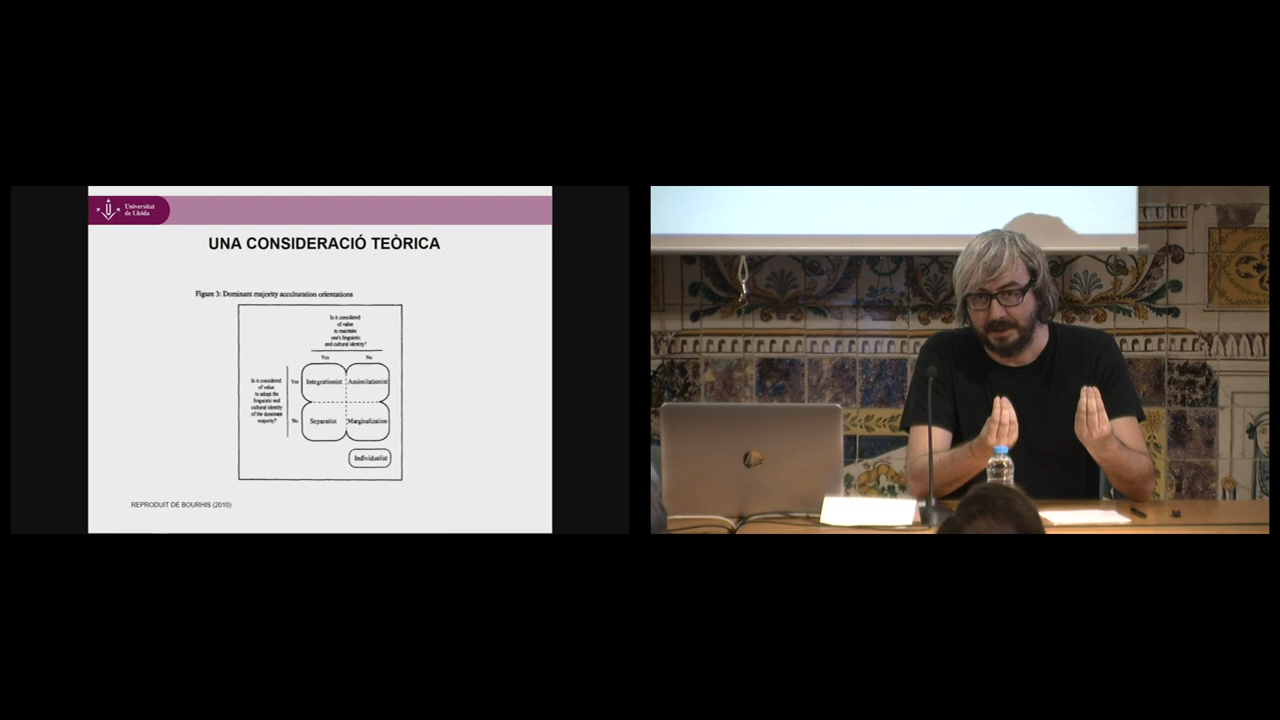 Universitat
de Lleida
UNA CONSIDERACIÓ TEÒRICA
Figure 3: Dominant majority acculturation orientations
Is it considered
of value
to maintain
one's linguistic
and cultural identity?
Yes No
Is it considered
of value
to adopt the
linguistic and
cultural identity
of the dominant
majority?
Yes
Integrationist Assimilationist
No
Separatist Marginalization
Individualist
REPRODUIT DE BOURHIS (2010)